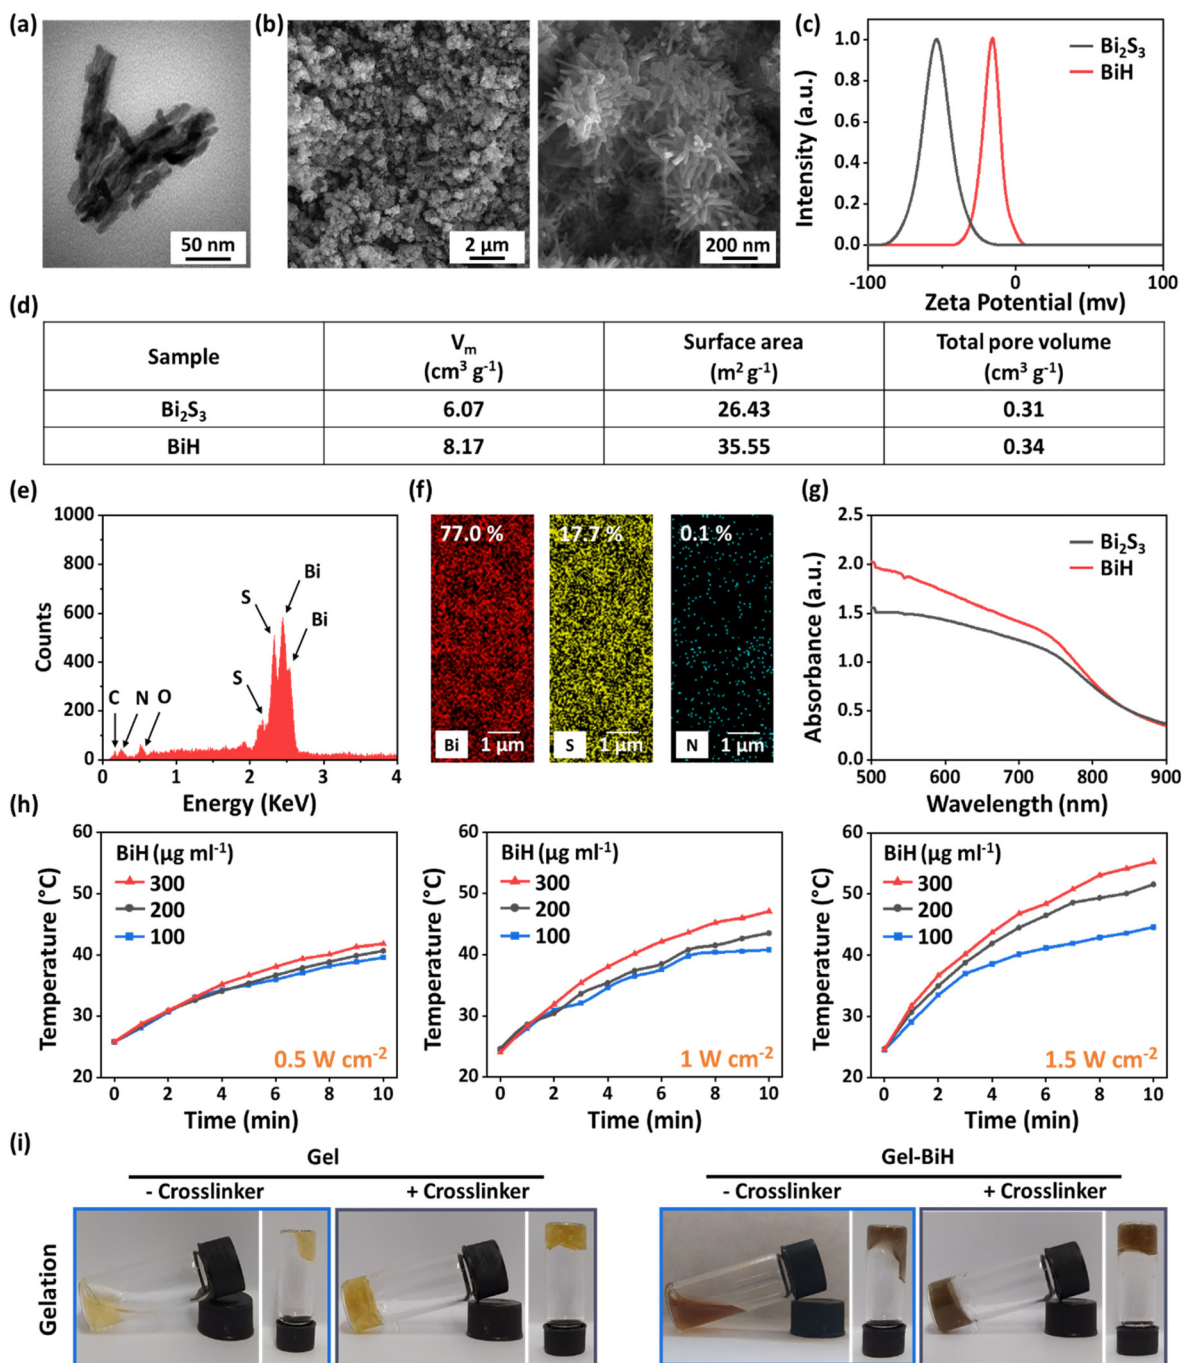 (a)
50 nm
(b)
2 μm
200 nm
(c)
Intensity (a.u.)
1.0
0.8
0.6
0.4
0.2
0.0
Bi₂S₃
BiH
-100
0
100
Zeta Potential (mv)
(d)
Sample
Vₘ
(cm³ g⁻¹)
Surface area
(m² g⁻¹)
Total pore volume
(cm³ g⁻¹)
Bi₂S₃ 6.07 26.43 0.31
BiH 8.17 35.55 0.34
(e)
Counts
1000
800
600
400
200
0
C N O
S
S
Bi
Bi
0 1 2 3 4
Energy (KeV)
(f)
77.0 %
Bi
1 μm
17.7 %
S
1 μm
0.1 %
N
1 μm
(g)
Absorbance (a.u.)
2.5
2.0
1.5
1.0
0.5
0.0
Bi₂S₃
BiH
500 600 700 800 900
Wavelength (nm)
(h)
Temperature (°C)
60
50
40
30
20
BiH (μg ml⁻¹)
300
200
100
0.5 W cm⁻²
0 2 4 6 8 10
Time (min)
Temperature (°C)
60
50
40
30
20
BiH (μg ml⁻¹)
300
200
100
1 W cm⁻²
0 2 4 6 8 10
Time (min)
Temperature (°C)
60
50
40
30
20
BiH (μg ml⁻¹)
300
200
100
1.5 W cm⁻²
0 2 4 6 8 10
Time (min)
(i)
Gel
- Crosslinker + Crosslinker
Gel-BiH
- Crosslinker + Crosslinker
Gelation